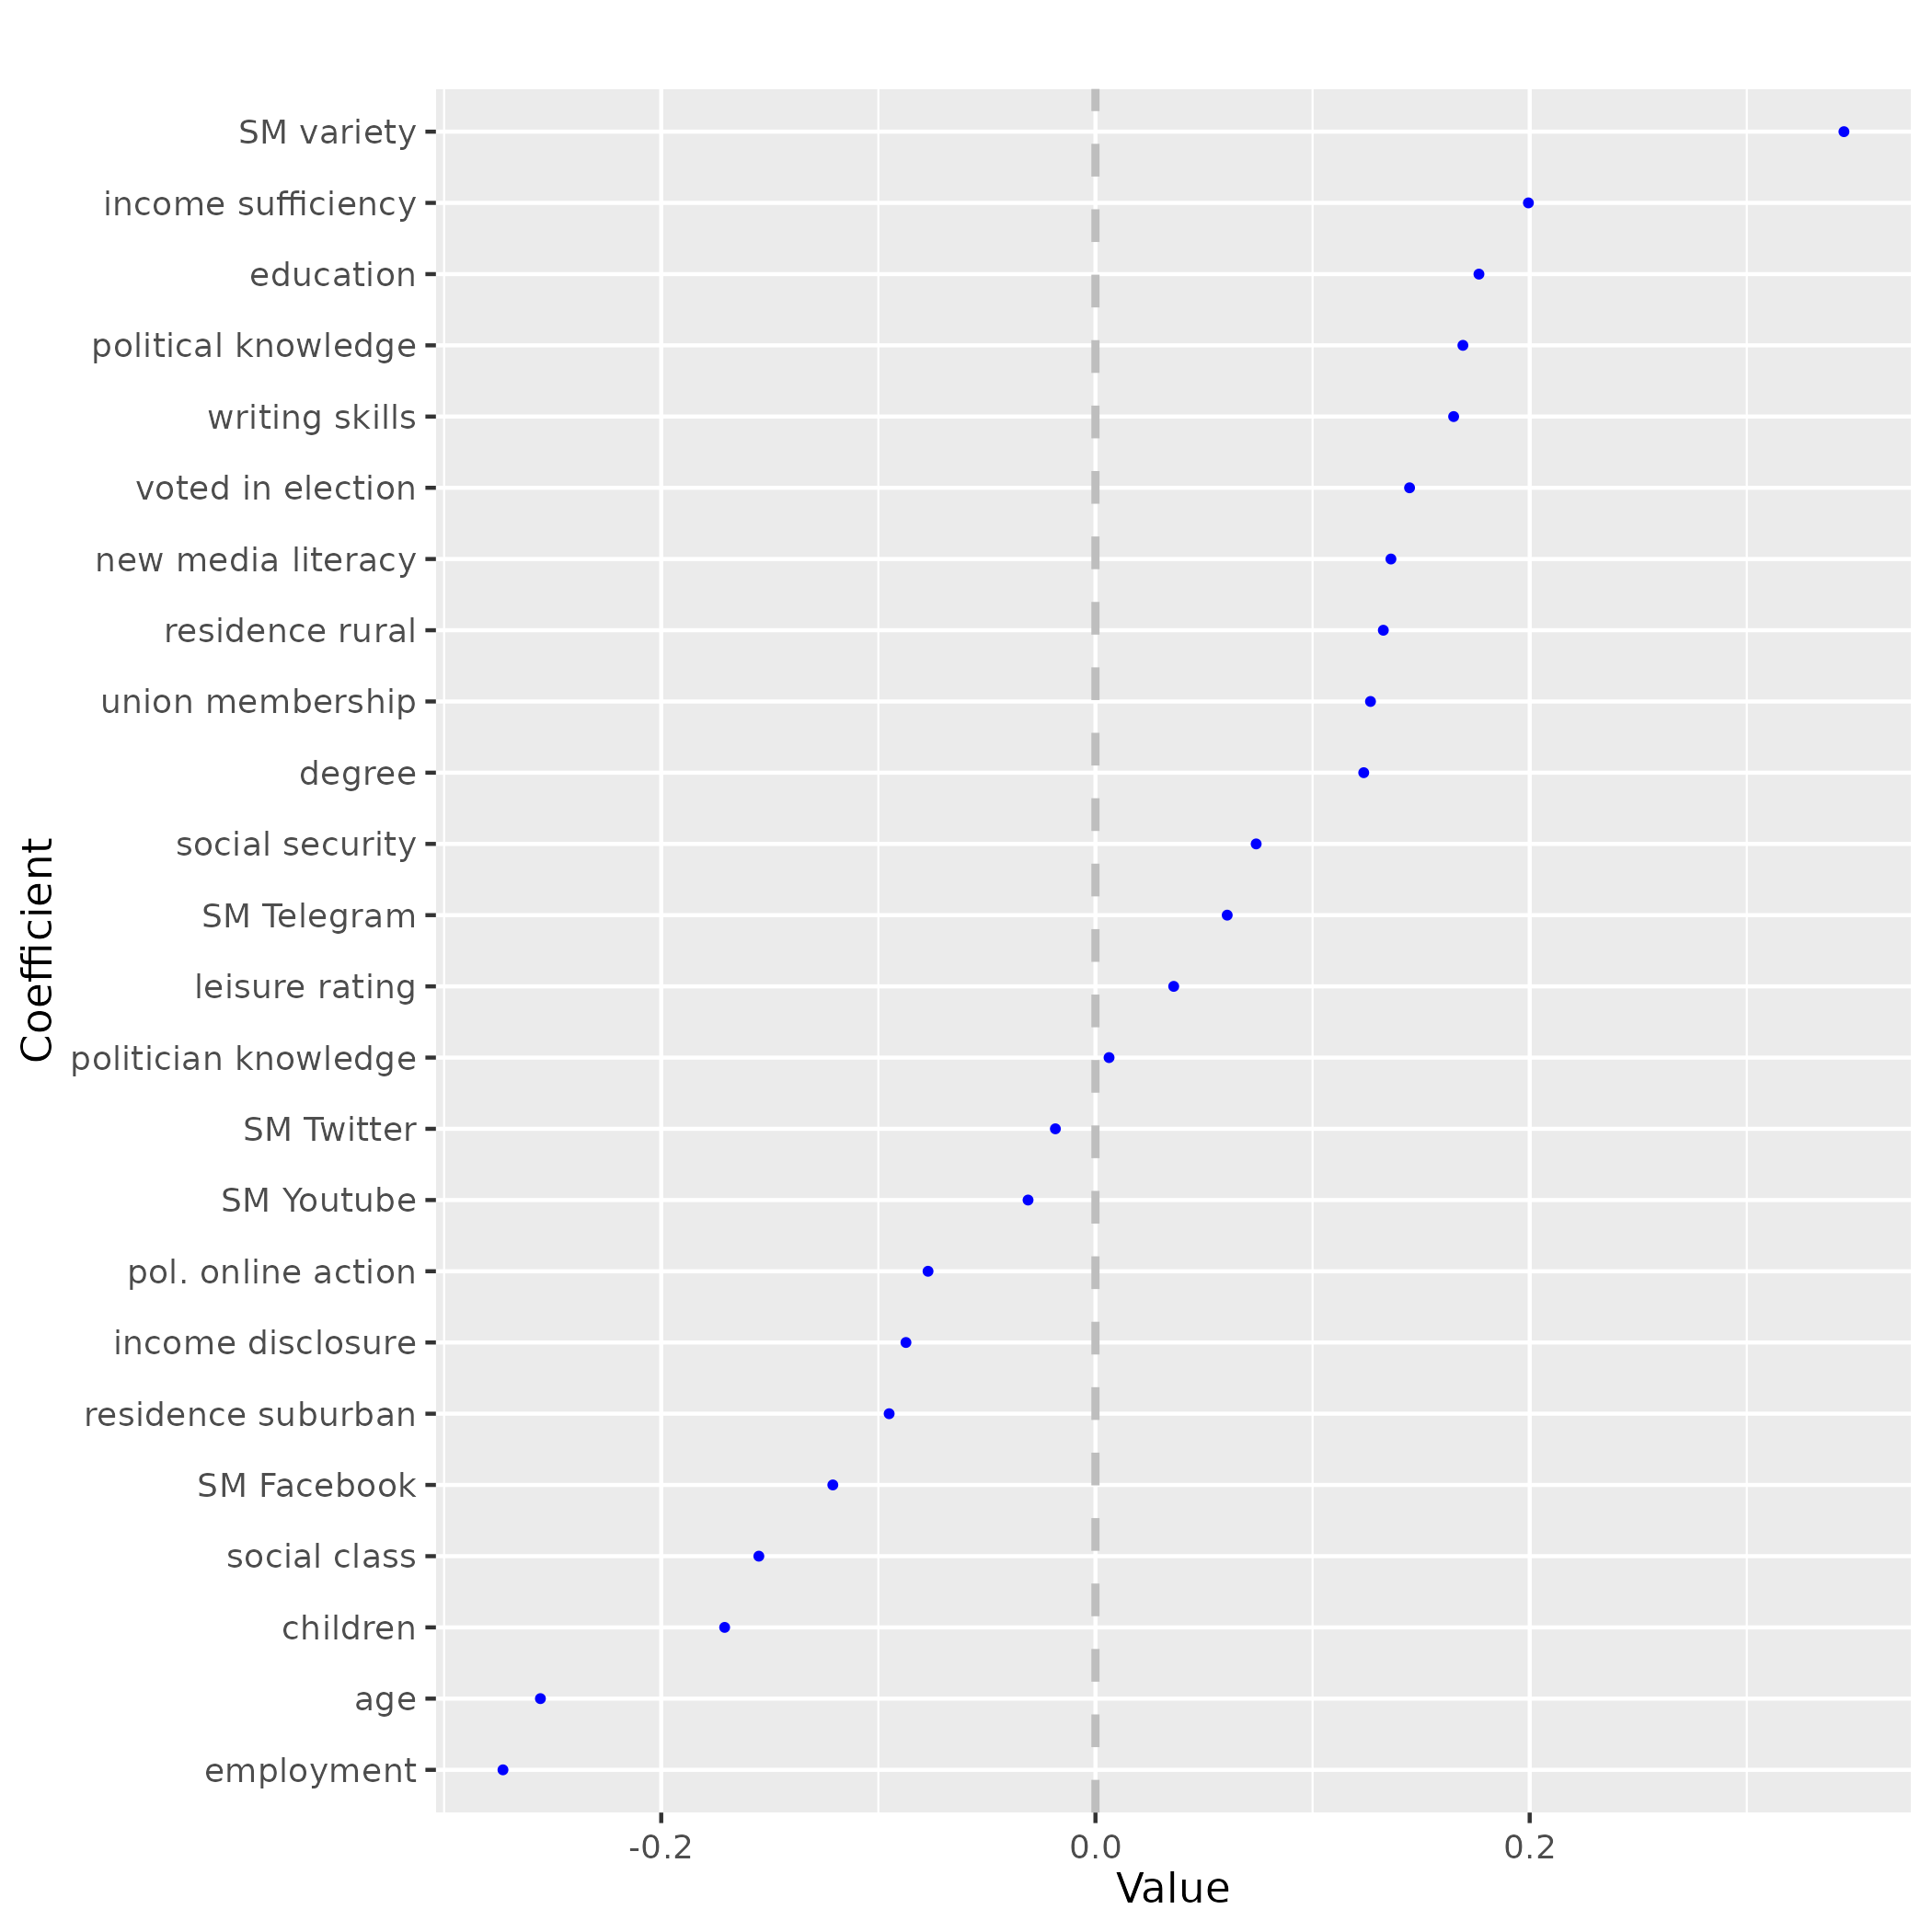 SM variety
income sufficiency
education
political knowledge
writing skills
voted in election
new media literacy
residence rural
union membership
degree
social security
SM Telegram
leisure rating
politician knowledge
SM Twitter
SM Youtube
pol. online action
income disclosure
residence suburban
SM Facebook
social class
children
age
employment
Coefficient
-0.2 0.0 0.2
Value